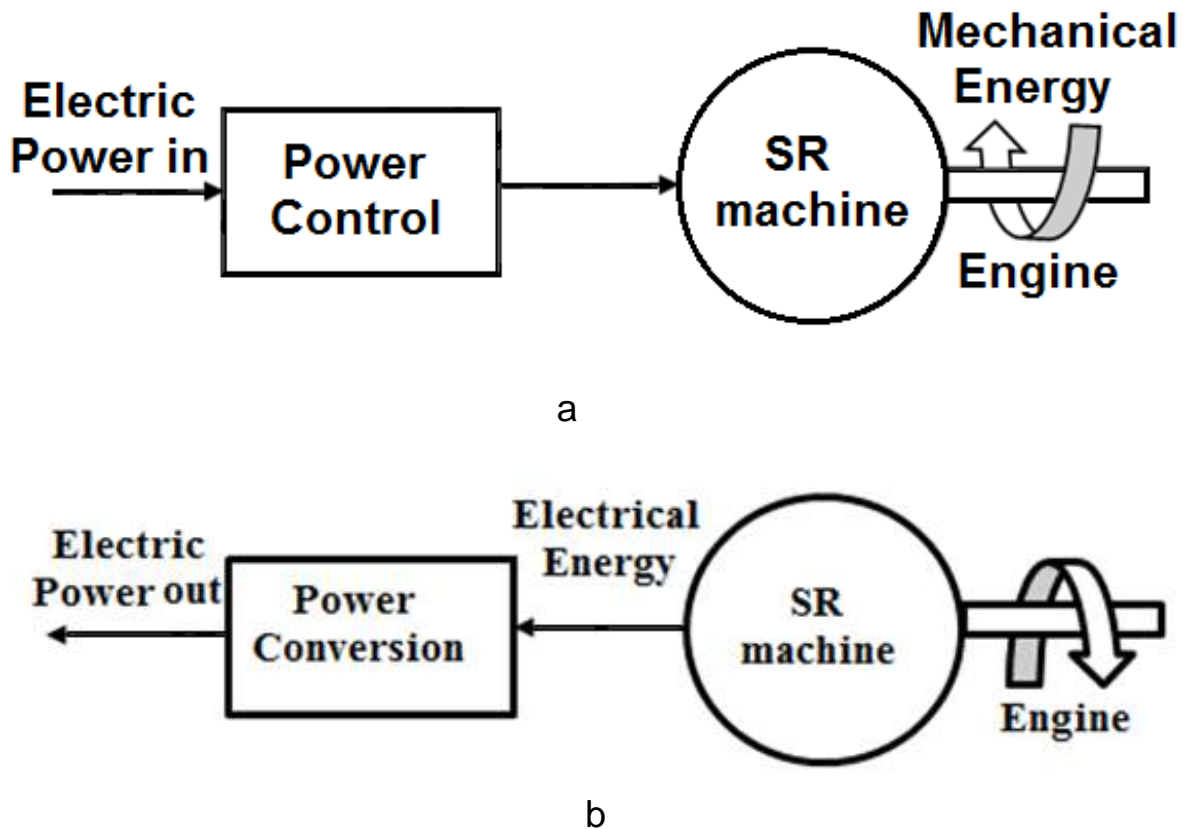 Mechanical
Energy
Electric
Power in
Power
Control
SR
machine
Engine
a
Electrical
Energy
Electric
Power out
Power
Conversion
SR
machine
Engine
b